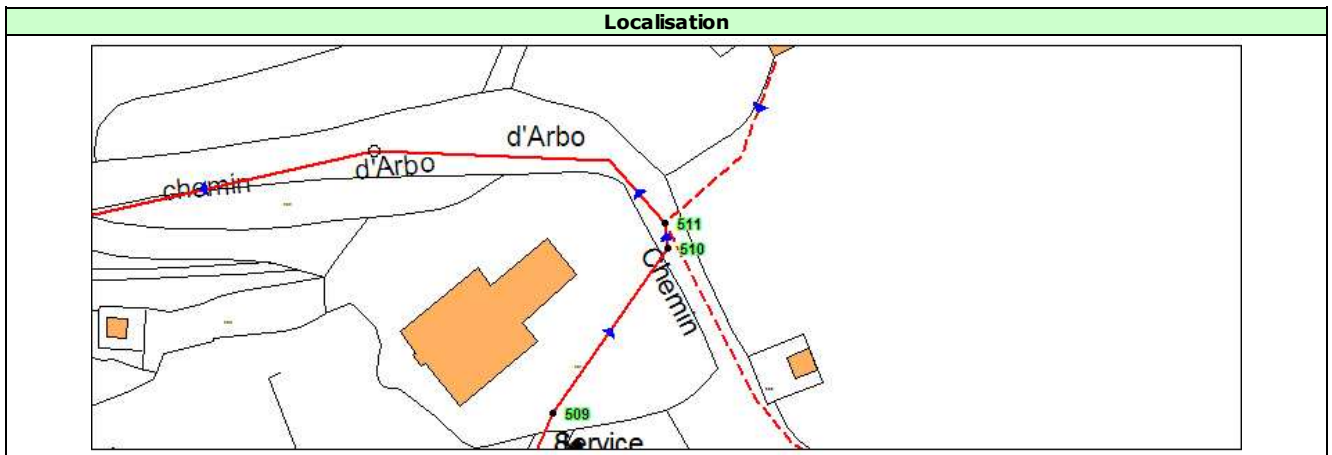 Localisation
d'Arbo
d'Arbo
chemin
511
510
Chemin
509
Service